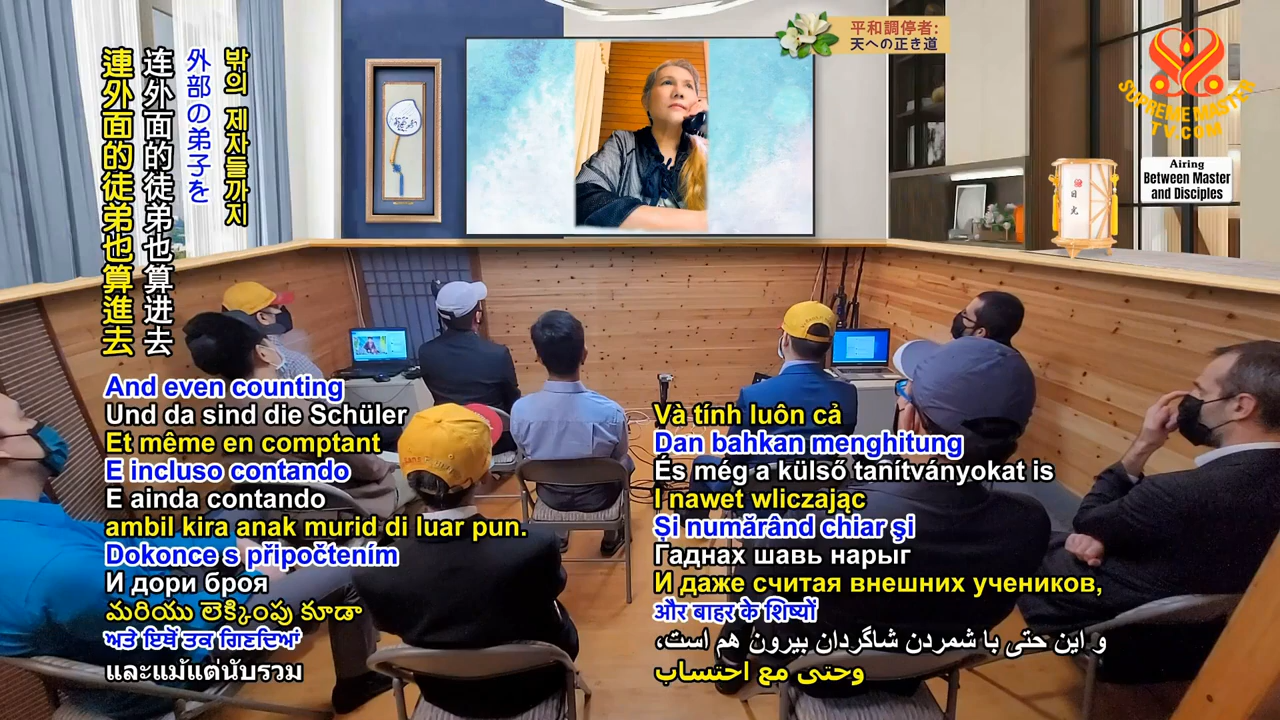 平和調停者:
天への正き道
SUPREME MASTER
TV.COM
Airing
Between Master
and Disciples
日光
밖의 제자들까지
外部の弟子を
连外面的徒弟也算进去
連外面的徒弟也算進去
And even counting
Und da sind die Schüler
Et même en comptant
E incluso contando
E ainda contando
ambil kira anak murid di luar pun.
Dokonce s připočtením
И дори броя
మరియు లెక్కింపు కూడా
ਅਤੇ ਇਥੋਂ ਤਕ ਗਿਣਦਿਆਂ
และแม้แต่นับรวม
Và tính luôn cả
Dan bahkan menghitung
És még a külső tanítványokat is
I nawet wliczając
Și numărând chiar şi
Гаднах шавь нарыг
И даже считая внешних учеников,
और बाहर के शिष्यों
و این حتی با شمردن شاگردان بیرون هم است،
وحتى مع احتساب